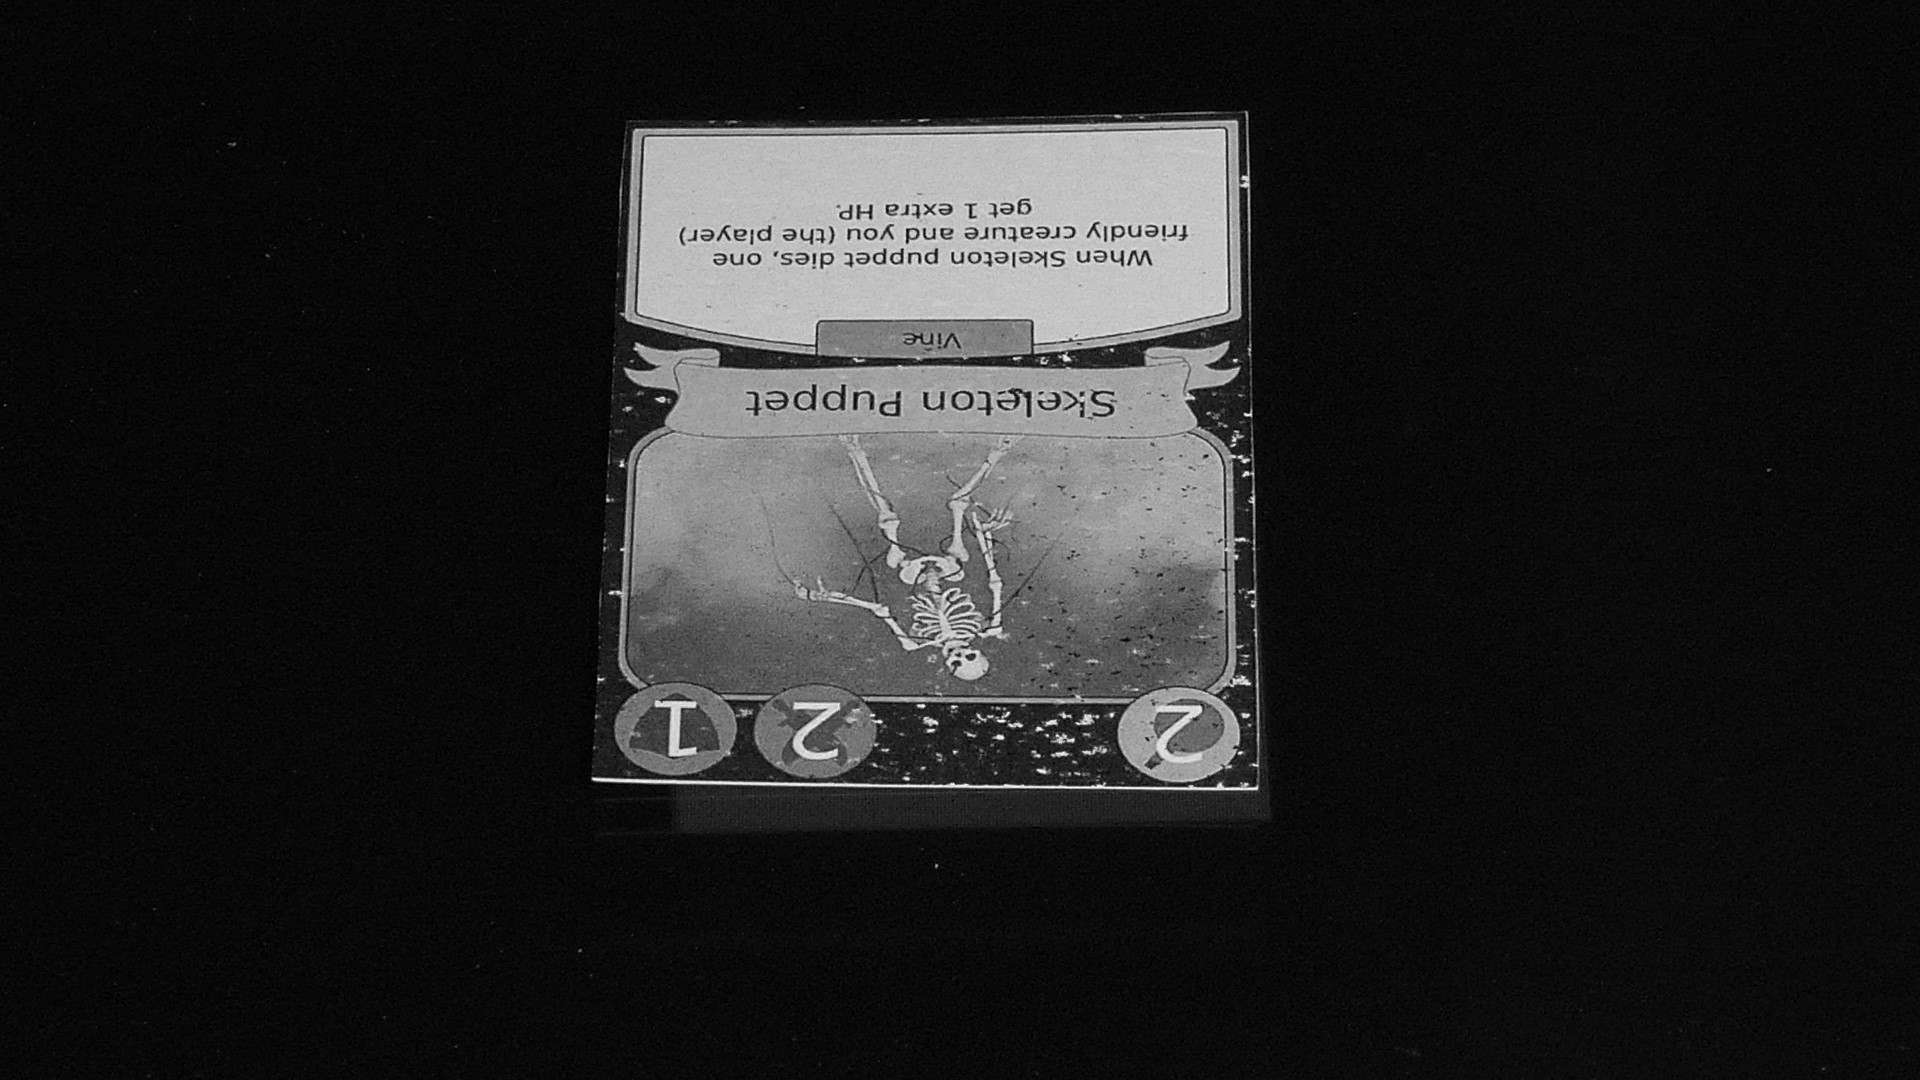 2 2 1
Skeleton Puppet
Vine
When Skeleton puppet dies, one
friendly creature and you (the player)
get 1 extra HP.